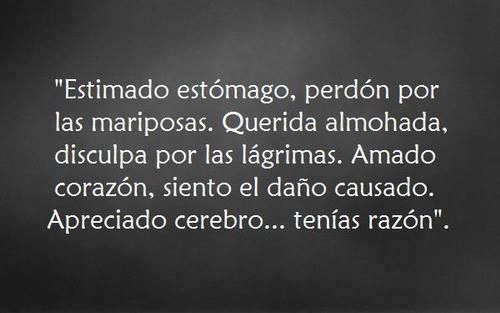 "Estimado estómago, perdón por
las mariposas. Querida almohada,
disculpa por las lágrimas. Amado
corazón, siento el daño causado.
Apreciado cerebro... tenías razón".